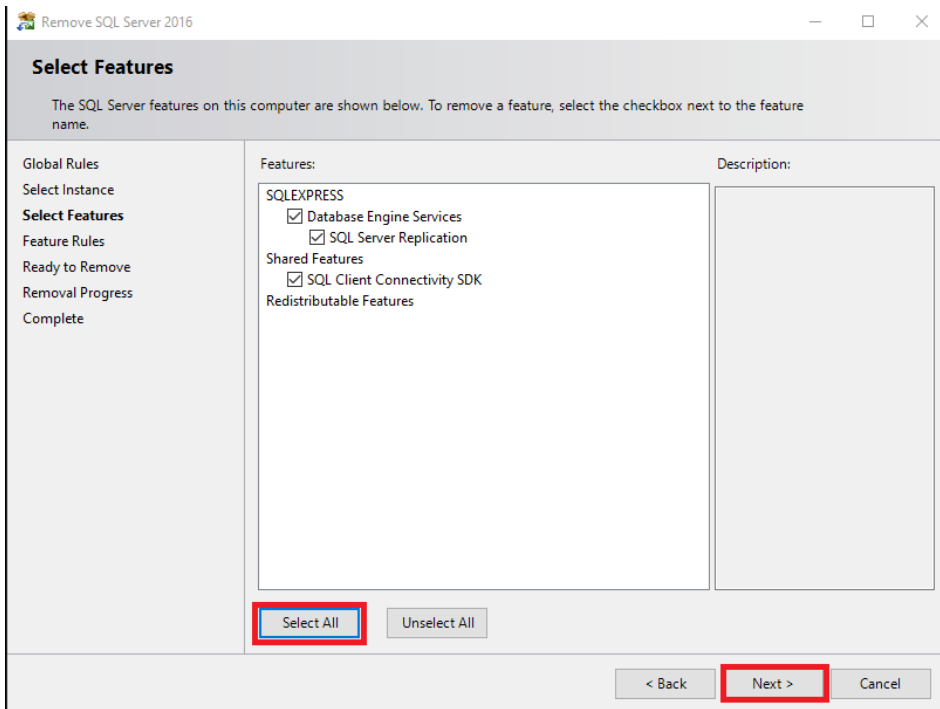 Remove SQL Server 2016
Select Features
The SQL Server features on this computer are shown below. To remove a feature, select the checkbox next to the feature
name.
Global Rules
Select Instance
Select Features
Feature Rules
Ready to Remove
Removal Progress
Complete
Features:
SQLEXPRESS
Database Engine Services
SQL Server Replication
Shared Features
SQL Client Connectivity SDK
Redistributable Features
Description:
Select All
Unselect All
< Back
Next >
Cancel